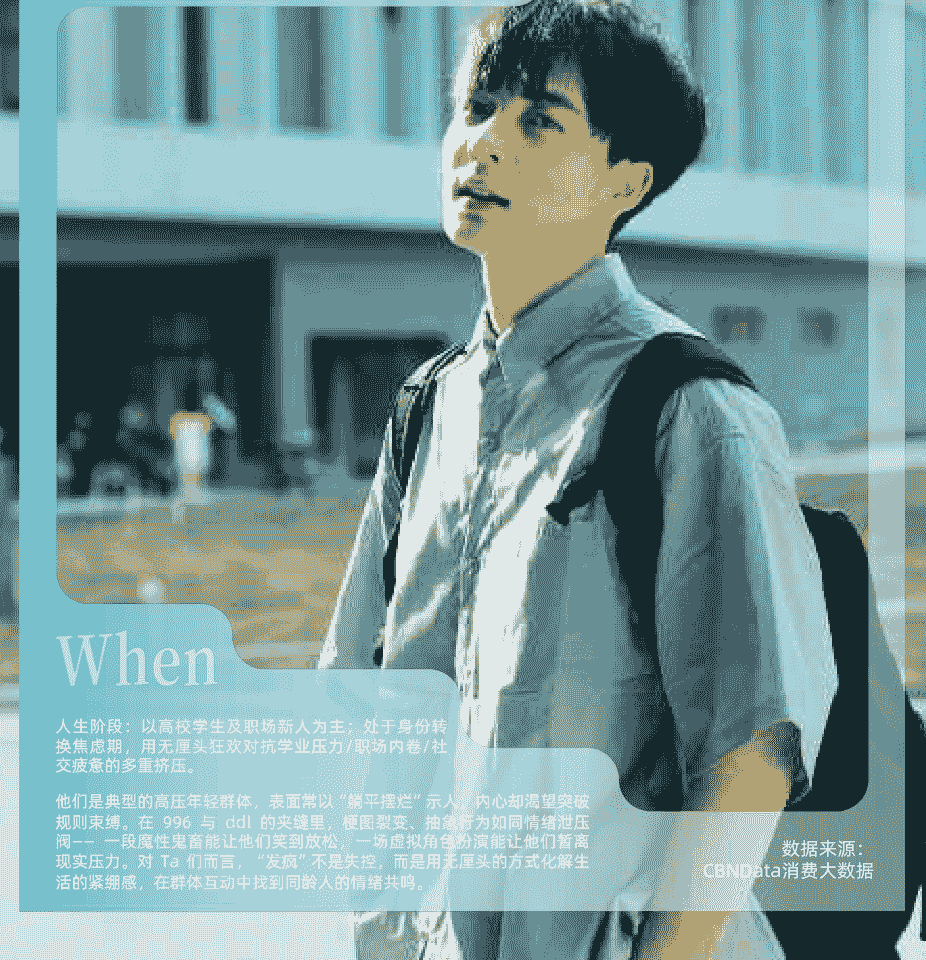 When
人生阶段：以高校学生及职场新人为主；处于身份转
换焦虑期，用无厘头狂欢对抗学业压力/职场内卷/社
交疲惫的多重挤压。
他们是典型的高压年轻群体，表面常以“躺平摆烂”示人，内心却渴望突破
规则束缚。在 996 与 ddl 的夹缝里，梗图裂变、抽象行为如同情绪泄压
阀—— 一段魔性鬼畜能让他们笑到放松，一场虚拟角色扮演能让他们暂离
现实压力。对 Ta 们而言，“发疯”不是失控，而是用无厘头的方式化解生
活的紧绷感，在群体互动中找到同龄人的情绪共鸣。
数据来源：
CBNData消费大数据